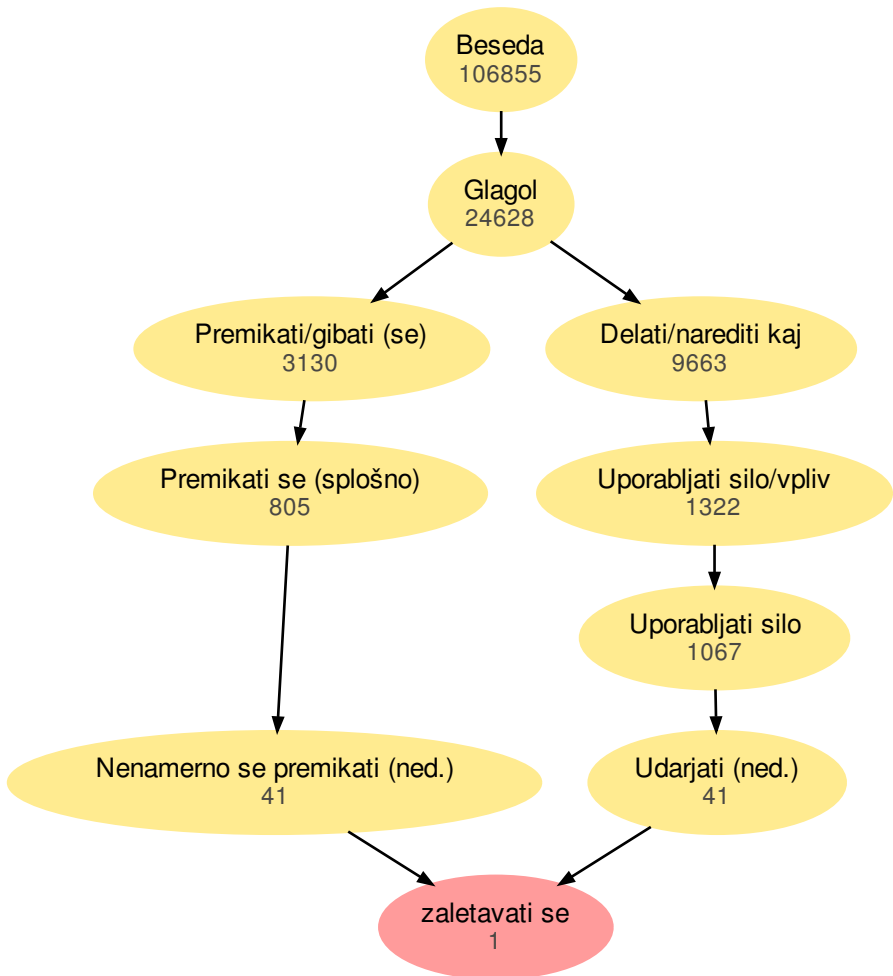 Beseda
106855
Glagol
24628
Premikati/gibati (se)
3130
Delati/narediti kaj
9663
Premikati se (splošno)
805
Uporabljati silo/vpliv
1322
Uporabljati silo
1067
Nenamerno se premikati (ned.)
41
Udarjati (ned.)
41
zaletavati se
1